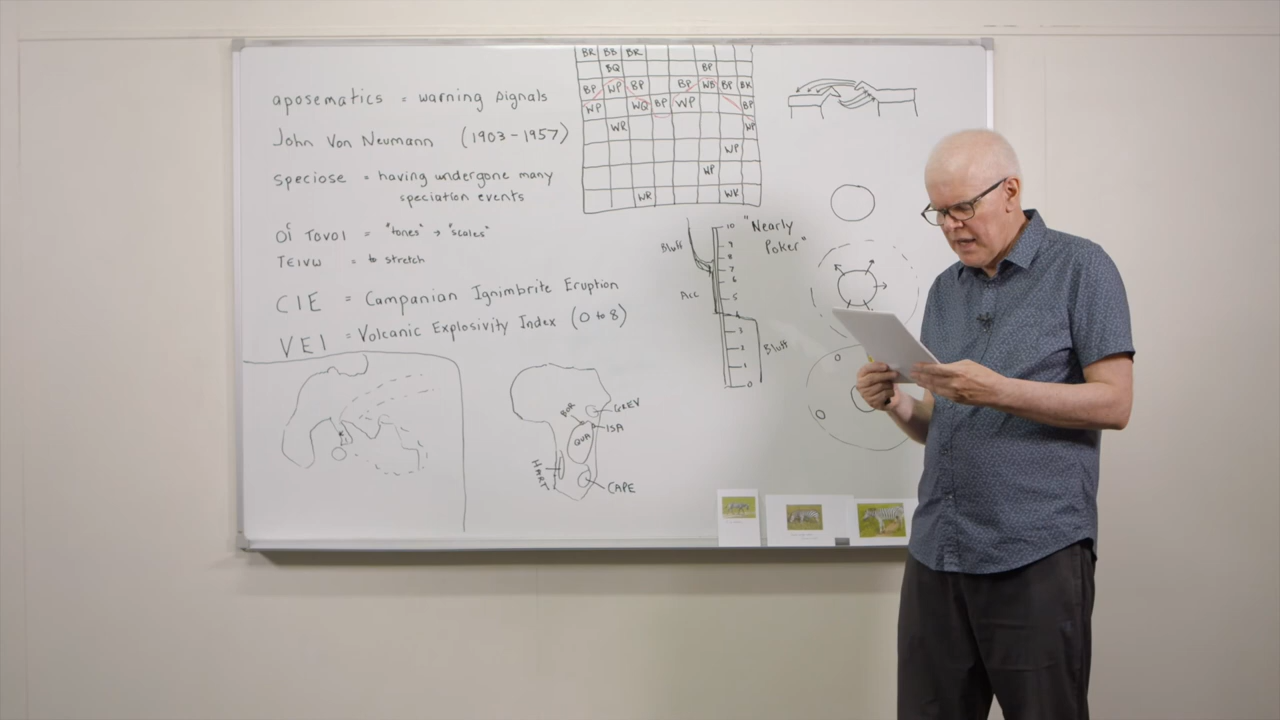 aposematics = warning signals
John Von Neumann (1903-1957)
speciose = having undergone many
speciation events
οἱ τόνοι = "tones" → "scales"
τείνω = to stretch
CIE = Campanian Ignimbrite Eruption
VEI = Volcanic Explosivity Index (0 to 8)
BR BB BR
BQ BP
BP WP BP BP WB BP BK
WP WQ BP WP BP
WR WP
WP
WP
WR WK
"Nearly
Poker"
Bluff
Acc
Bluff
10
9
8
7
6
5
4
3
2
1
0
BOR
GREV
ISA
QUA
HART
CAPE